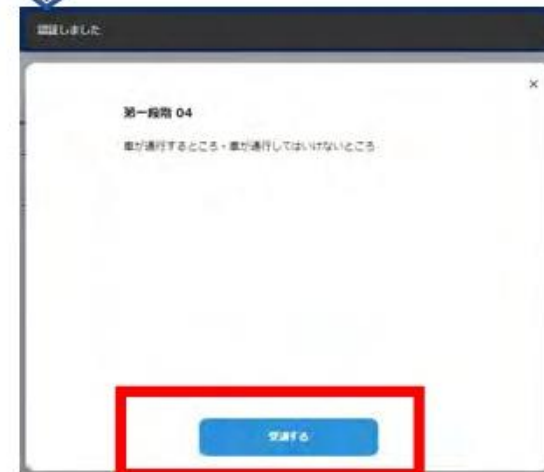 認証しました
×
第一段階 04
車が通行するところ・車が通行してはいけないところ
受講する